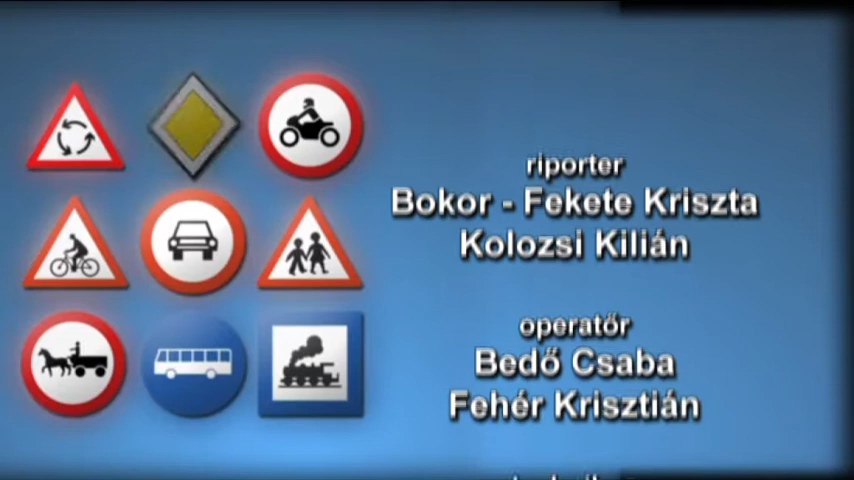 riporter
Bokor - Fekete Kriszta
Kolozsi Kilián
operatőr
Bedő Csaba
Fehér Krisztián